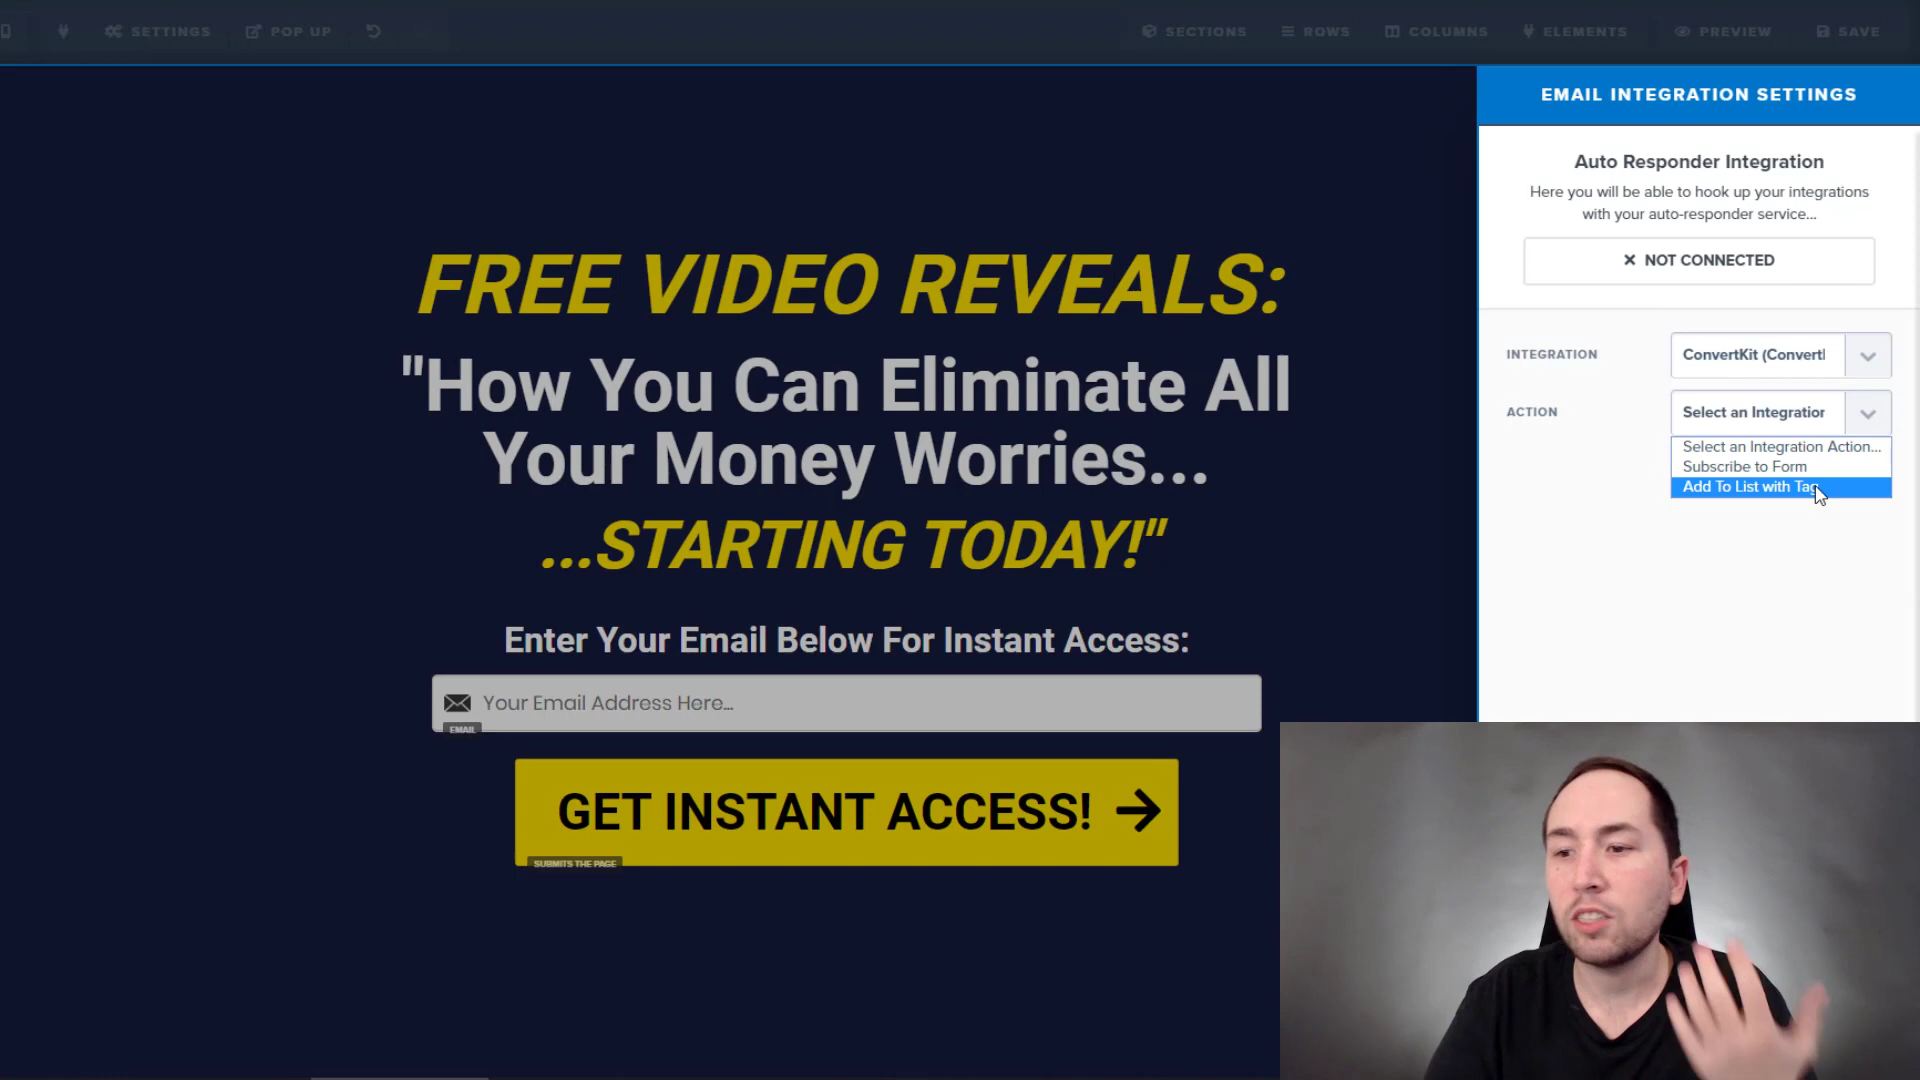 SETTINGS
POP UP
SECTIONS
ROWS
COLUMNS
ELEMENTS
PREVIEW
SAVE
EMAIL INTEGRATION SETTINGS
Auto Responder Integration
Here you will be able to hook up your integrations
with your auto-responder service...
NOT CONNECTED
INTEGRATION
ConvertKit (Convert
ACTION
Select an Integration
Select an Integration Action...
Subscribe to Form
Add To List with Tag
FREE VIDEO REVEALS:
"How You Can Eliminate All
Your Money Worries...
...STARTING TODAY!"
Enter Your Email Below For Instant Access:
Your Email Address Here...
EMAIL
GET INSTANT ACCESS!
SUBMITS THE PAGE